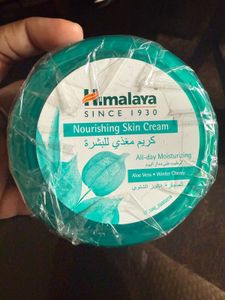 Himalaya
SINCE 1930
Nourishing Skin Cream
كريم مغذي للبشرة
All-day Moisturizing
Aloe Vera • Winter Cherry